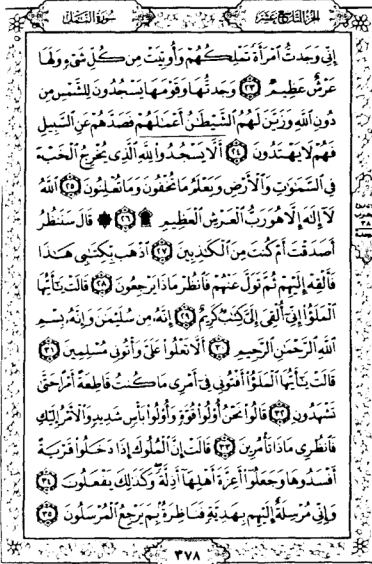 الجزء التاسع عشر سورة النمل
إِنِّي وَجَدتُّ ٱمْرَأَةً تَمْلِكُهُمْ وَأُوتِيَتْ مِن كُلِّ شَىْءٍ وَلَهَا
عَرْشٌ عَظِيمٌ ٢٣ وَجَدتُّهَا وَقَوْمَهَا يَسْجُدُونَ لِلشَّمْسِ مِن
دُونِ ٱللَّهِ وَزَيَّنَ لَهُمُ ٱلشَّيْطَٰنُ أَعْمَٰلَهُمْ فَصَدَّهُمْ عَنِ ٱلسَّبِيلِ
فَهُمْ لَا يَهْتَدُونَ ٢٤ أَلَّا يَسْجُدُوا۟ لِلَّهِ ٱلَّذِى يُخْرِجُ ٱلْخَبْءَ
فِى ٱلسَّمَٰوَٰتِ وَٱلْأَرْضِ وَيَعْلَمُ مَا تُخْفُونَ وَمَا تُعْلِنُونَ ٢٥ ٱللَّهُ
لَآ إِلَٰهَ إِلَّا هُوَ رَبُّ ٱلْعَرْشِ ٱلْعَظِيمِ ۩ ٢٦ ۞ قَالَ سَنَنظُرُ
أَصَدَقْتَ أَمْ كُنتَ مِنَ ٱلْكَٰذِبِينَ ٢٧ ٱذْهَب بِّكِتَٰبِى هَٰذَا
فَأَلْقِهْ إِلَيْهِمْ ثُمَّ تَوَلَّ عَنْهُمْ فَٱنظُرْ مَاذَا يَرْجِعُونَ ٢٨ قَالَتْ يَٰٓأَيُّهَا
ٱلْمَلَؤُا۟ إِنِّىٓ أُلْقِىَ إِلَىَّ كِتَٰبٌ كَرِيمٌ ٢٩ إِنَّهُۥ مِن سُلَيْمَٰنَ وَإِنَّهُۥ بِسْمِ
ٱللَّهِ ٱلرَّحْمَٰنِ ٱلرَّحِيمِ ٣٠ أَلَّا تَعْلُوا۟ عَلَىَّ وَأْتُونِى مُسْلِمِينَ ٣١
قَالَتْ يَٰٓأَيُّهَا ٱلْمَلَؤُا۟ أَفْتُونِى فِىٓ أَمْرِى مَا كُنتُ قَاطِعَةً أَمْرًا حَتَّىٰ
تَشْهَدُونِ ٣٢ قَالُوا۟ نَحْنُ أُو۟لُوا۟ قُوَّةٍ وَأُو۟لُوا۟ بَأْسٍ شَدِيدٍ وَٱلْأَمْرُ إِلَيْكِ
فَٱنظُرِى مَاذَا تَأْمُرِينَ ٣٣ قَالَتْ إِنَّ ٱلْمُلُوكَ إِذَا دَخَلُوا۟ قَرْيَةً
أَفْسَدُوهَا وَجَعَلُوٓا۟ أَعِزَّةَ أَهْلِهَآ أَذِلَّةً وَكَذَٰلِكَ يَفْعَلُونَ ٣٤
وَإِنِّى مُرْسِلَةٌ إِلَيْهِم بِهَدِيَّةٍ فَنَاظِرَةٌۢ بِمَ يَرْجِعُ ٱلْمُرْسَلُونَ ٣٥
٣٧٨